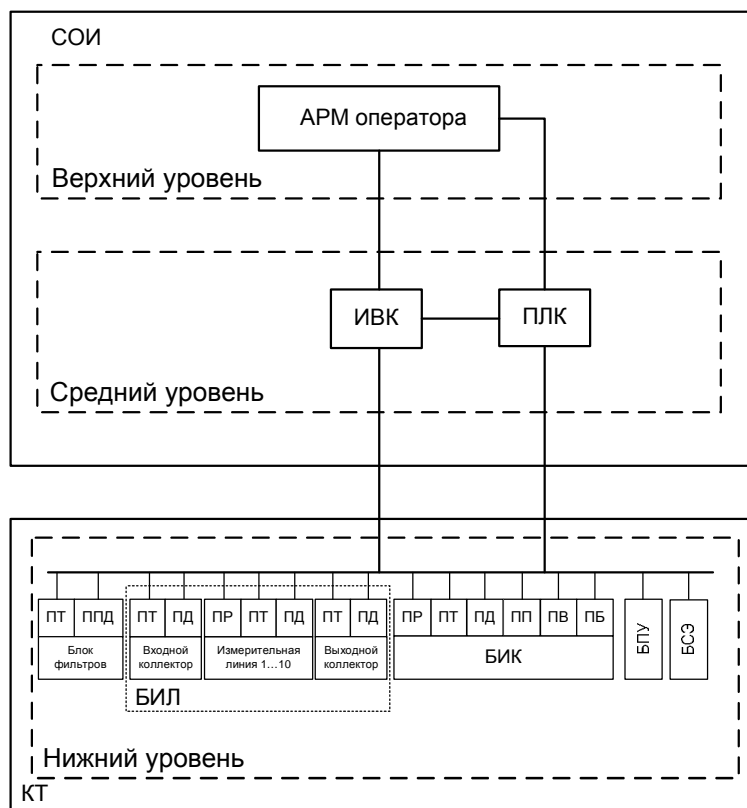 СОИ
АРМ оператора
Верхний уровень
ИВК
ПЛК
Средний уровень
ПТ ППД ПТ ПД ПР ПТ ПД ПТ ПД ПР ПТ ПД ПП ПВ ПБ
Блок
фильтров
Входной
коллектор
Измерительная
линия 1...10
Выходной
коллектор
БИК
БПУ
БСЭ
БИЛ
Нижний уровень
КТ